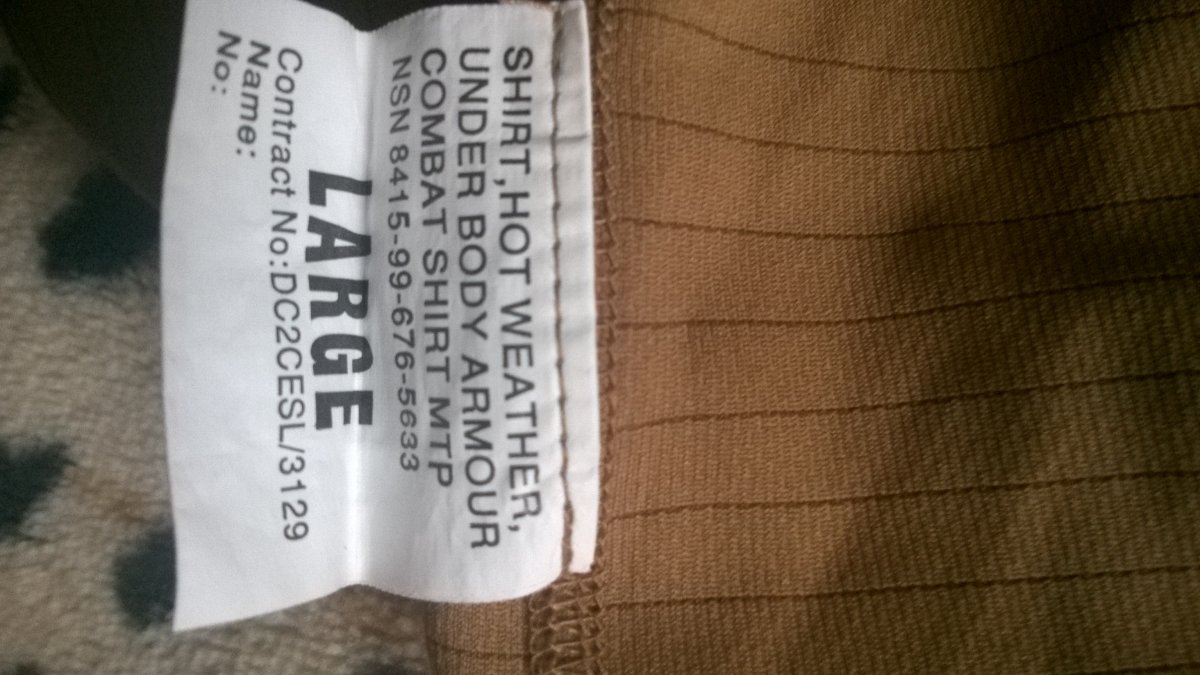 SHIRT,HOT WEATHER,
UNDER BODY ARMOUR
COMBAT SHIRT MTP
NSN 8415-99-676-5633
LARGE
Contract No:DC2CESL/3129
Name:
No: